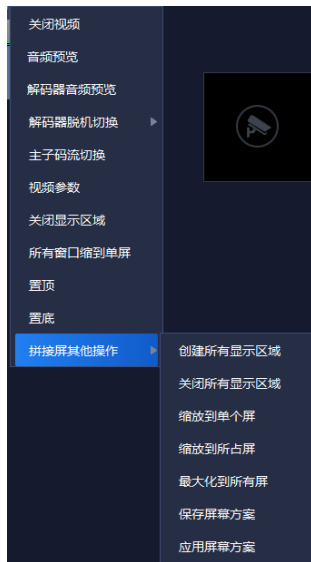 关闭视频
音频预览
解码器音频预览
解码器脱机切换
主子码流切换
视频参数
关闭显示区域
所有窗口缩到单屏
置顶
置底
拼接屏其他操作
创建所有显示区域
关闭所有显示区域
缩放到单个屏
缩放到所占屏
最大化到所有屏
保存屏幕方案
应用屏幕方案